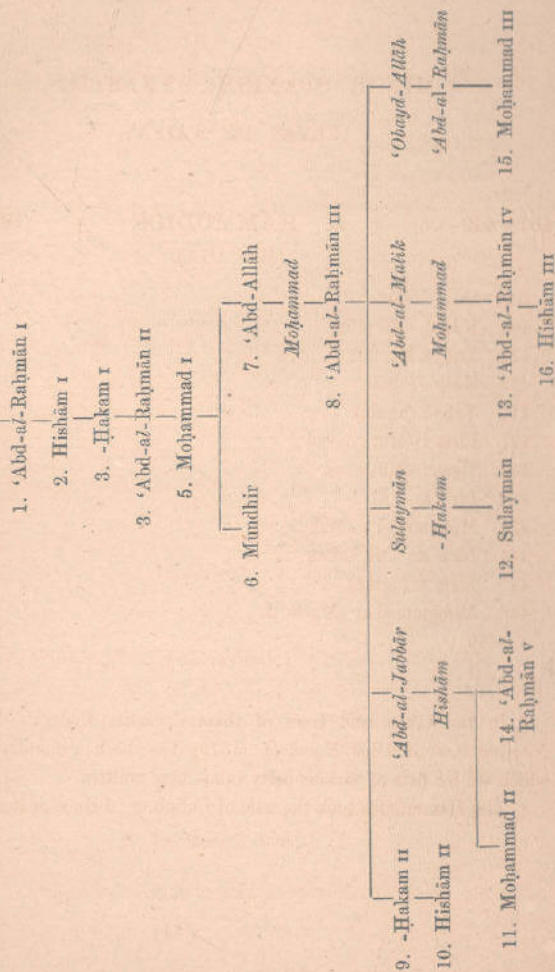 1. ‘Abd-al-Raḥmān I
2. Hishām I
3. -Ḥakam I
3. ‘Abd-al-Raḥmān II
5. Moḥammad I
6. Mundhir
7. ‘Abd-Allāh
Moḥammad
8. ‘Abd-al-Raḥmān III
9. -Ḥakam II
‘Abd-al-Jabbār
Sulaymān
‘Abd-al-Malik
‘Obayd-Allāh
10. Hishām II
Hishām
-Ḥakam
Moḥammad
‘Abd-al-Raḥmān
11. Moḥammad II
14. ‘Abd-al-
Raḥmān V
12. Sulaymān
13. ‘Abd-al-Raḥmān IV
15. Moḥammad III
16. Hishām III